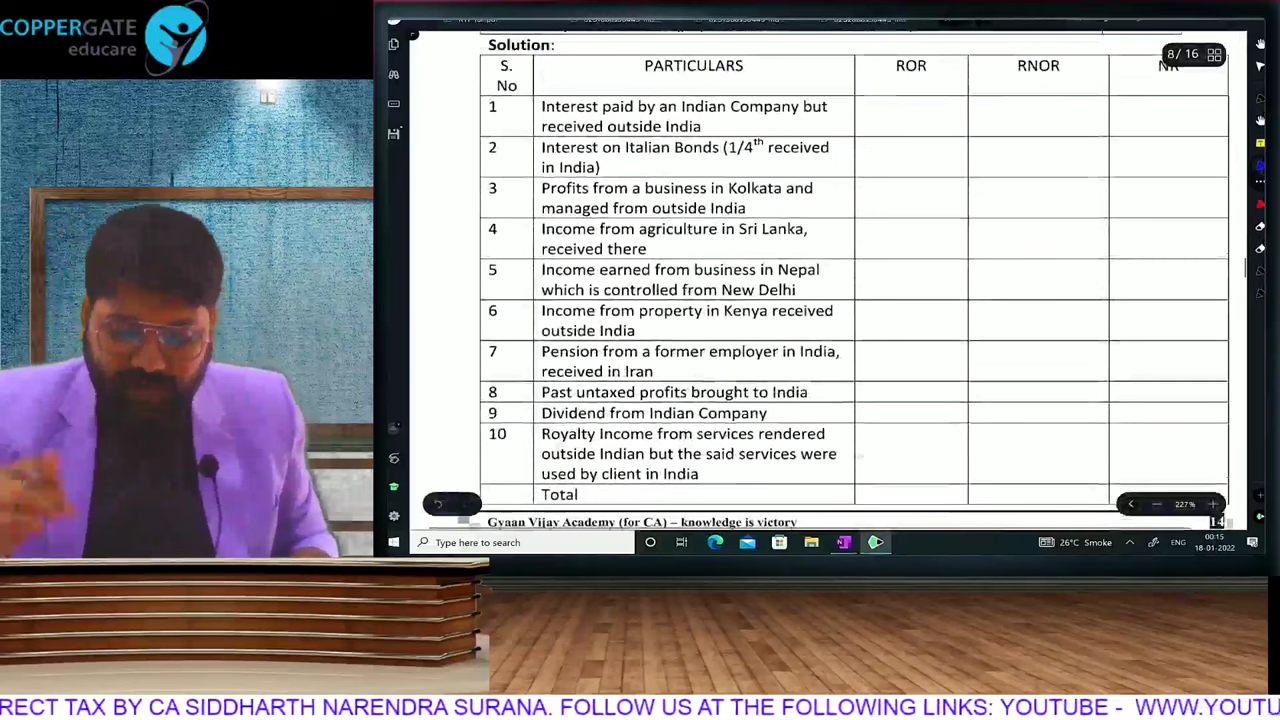 COPPERGATE
educare
Solution:
S. No
PARTICULARS
ROR
RNOR
NR
8/ 16
1
Interest paid by an Indian Company but
received outside India
2
Interest on Italian Bonds (1/4th received
in India)
3
Profits from a business in Kolkata and
managed from outside India
4
Income from agriculture in Sri Lanka,
received there
5
Income earned from business in Nepal
which is controlled from New Delhi
6
Income from property in Kenya received
outside India
7
Pension from a former employer in India,
received in Iran
8
Past untaxed profits brought to India
9
Dividend from Indian Company
10
Royalty Income from services rendered
outside Indian but the said services were
used by client in India
Total
227%
Gyaan Vijay Academy (for CA) – knowledge is victory
14
Type here to search
26°C Smoke
ENG
00:15
18-01-2022
RECT TAX BY CA SIDDHARTH NARENDRA SURANA. FOLLOW US AT THE FOLLOWING LINKS: YOUTUBE - WWW.YOUTU